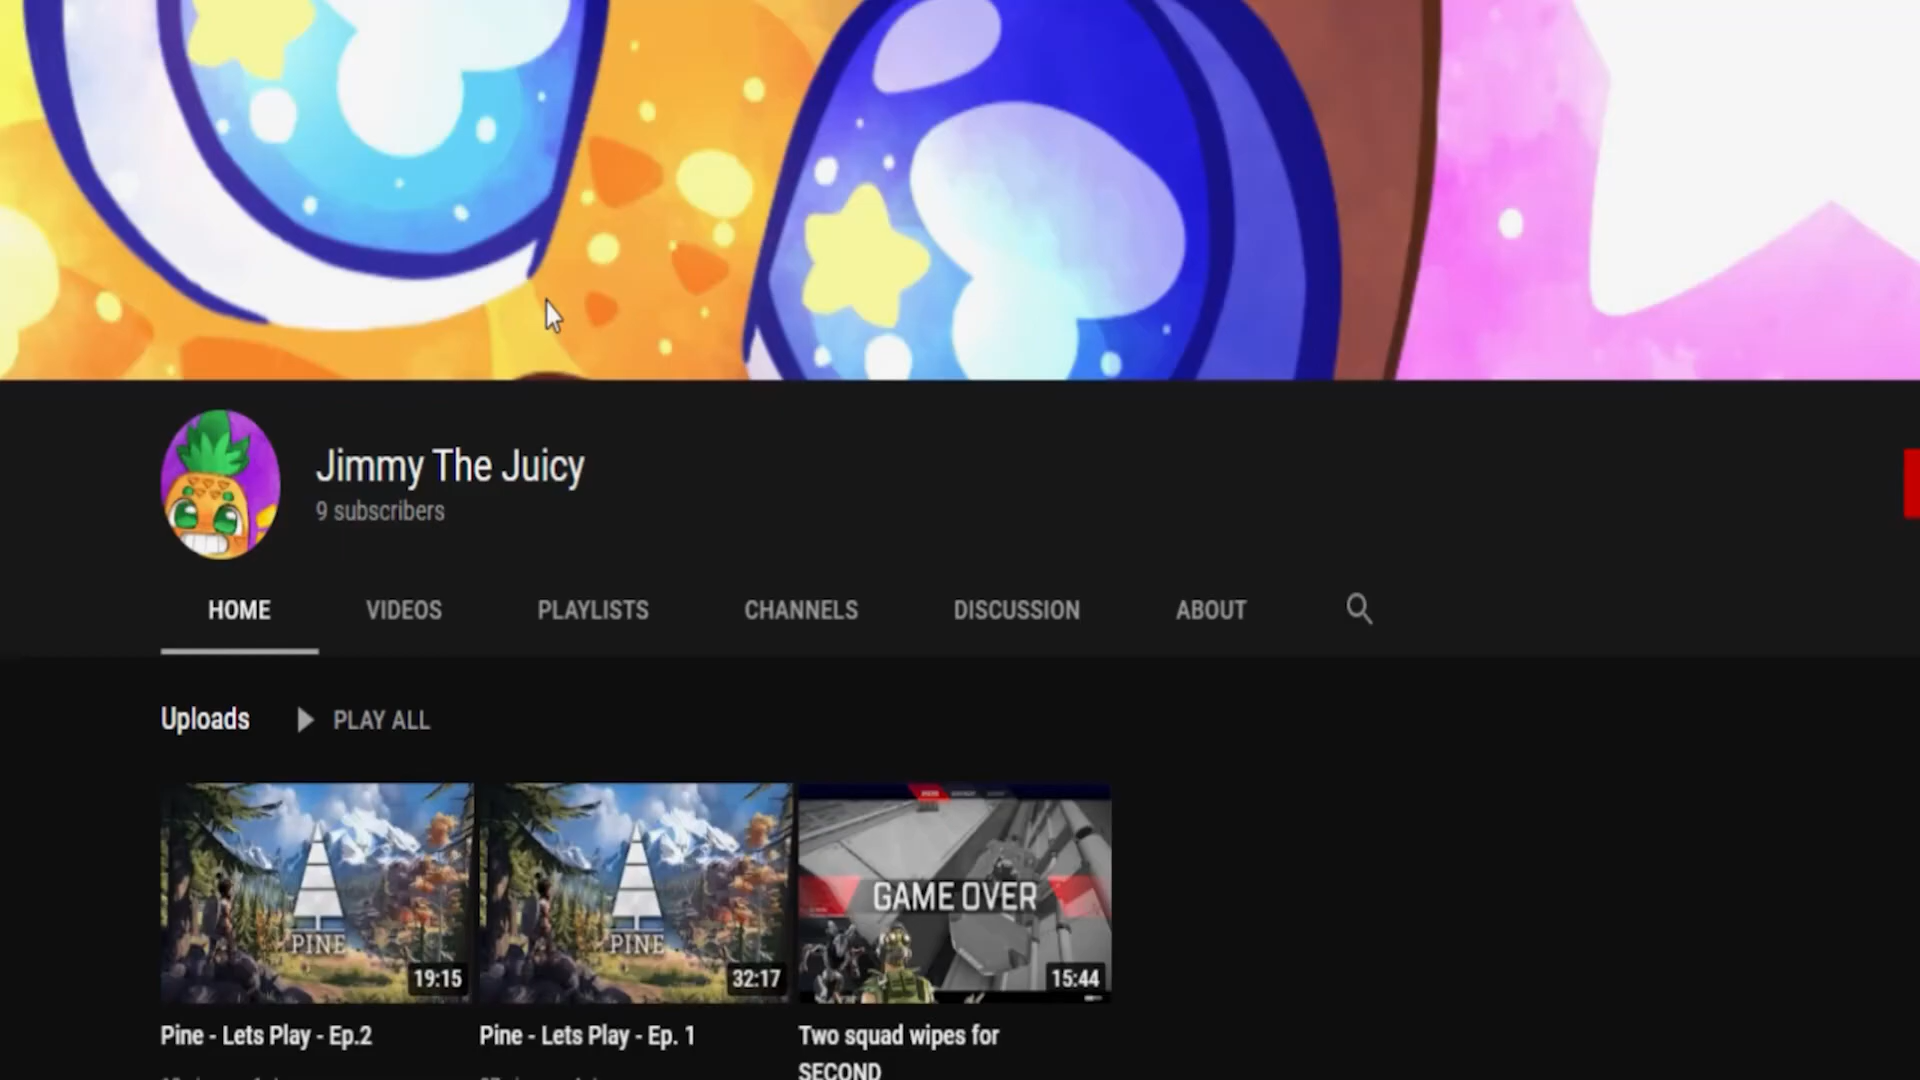 Jimmy The Juicy
9 subscribers
HOME VIDEOS PLAYLISTS CHANNELS DISCUSSION ABOUT
Uploads PLAY ALL
PINE PINE GAME OVER
19:15 32:17 15:44
Pine - Lets Play - Ep.2 Pine - Lets Play - Ep. 1 Two squad wipes for
SECOND